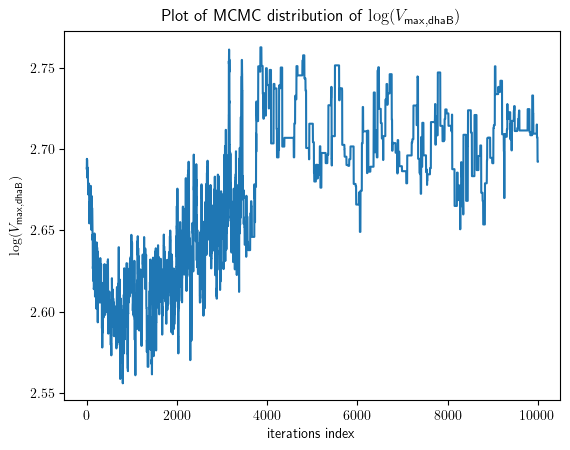 Plot of MCMC distribution of log(V_max,dhaB)
log(V_max,dhaB)
2.75
2.70
2.65
2.60
2.55
0 2000 4000 6000 8000 10000
iterations index